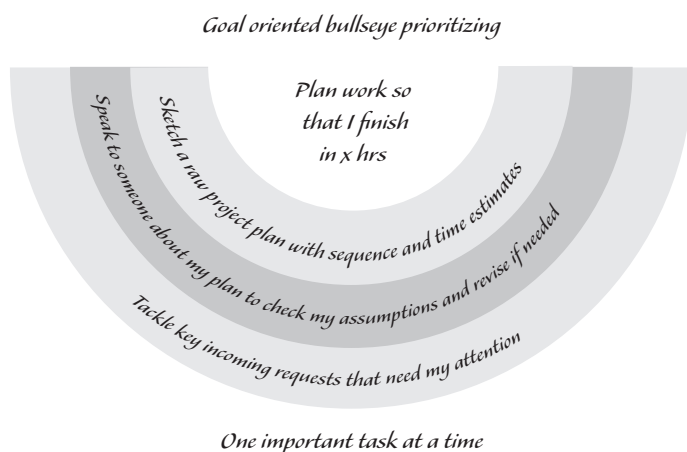 Goal oriented bullseye prioritizing
Plan work so
that I finish
in x hrs
Sketch a raw project plan with sequence and time estimates
Speak to someone about my plan to check my assumptions and revise if needed
Tackle key incoming requests that need my attention
One important task at a time